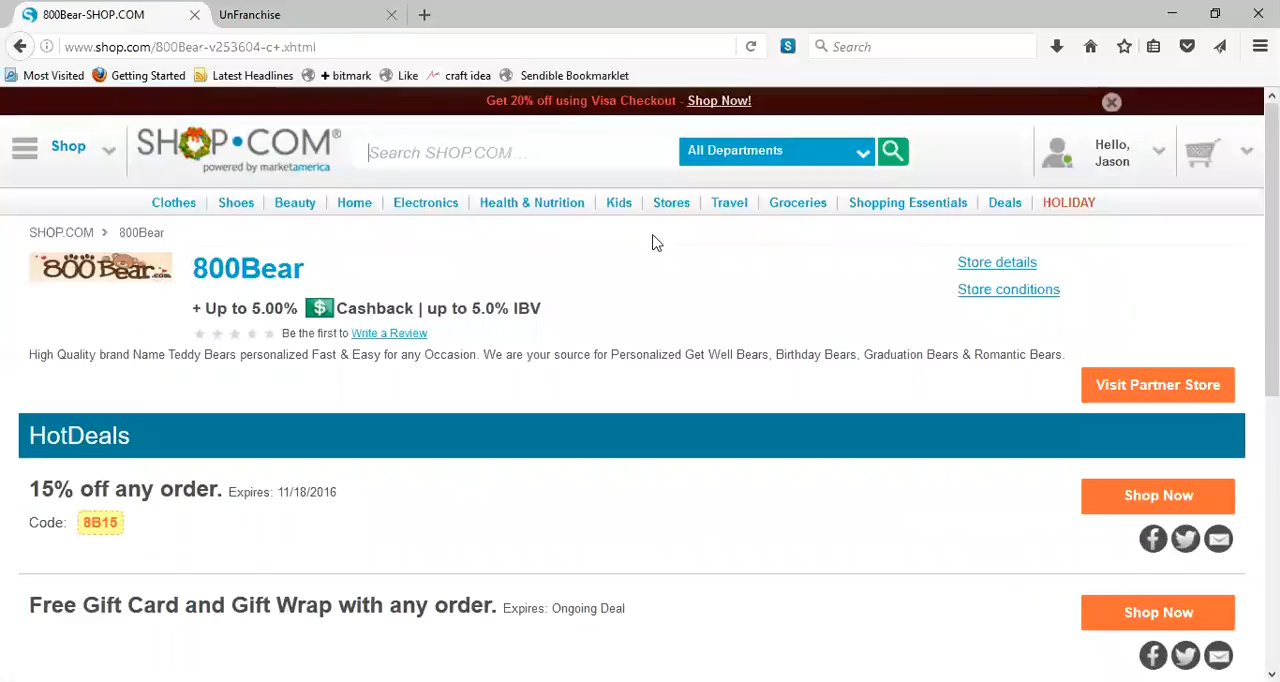 800Bear-SHOP.COM
UnFranchise
www.shop.com/800Bear-v253604-c+.xhtml
Search
Most Visited
Getting Started
Latest Headlines
+ bitmark
Like
craft idea
Sendible Bookmarklet
Get 20% off using Visa Checkout - Shop Now!
Shop
SHOP•COM®
powered by marketamerica
Search SHOP.COM ...
All Departments
Hello,
Jason
Clothes
Shoes
Beauty
Home
Electronics
Health & Nutrition
Kids
Stores
Travel
Groceries
Shopping Essentials
Deals
HOLIDAY
SHOP.COM > 800Bear
800Bear.com
800Bear
Store details
+ Up to 5.00% $ Cashback | up to 5.0% IBV
Store conditions
Be the first to Write a Review
High Quality brand Name Teddy Bears personalized Fast & Easy for any Occasion. We are your source for Personalized Get Well Bears, Birthday Bears, Graduation Bears & Romantic Bears.
Visit Partner Store
HotDeals
15% off any order. Expires: 11/18/2016
Shop Now
Code: 8B15
Free Gift Card and Gift Wrap with any order. Expires: Ongoing Deal
Shop Now